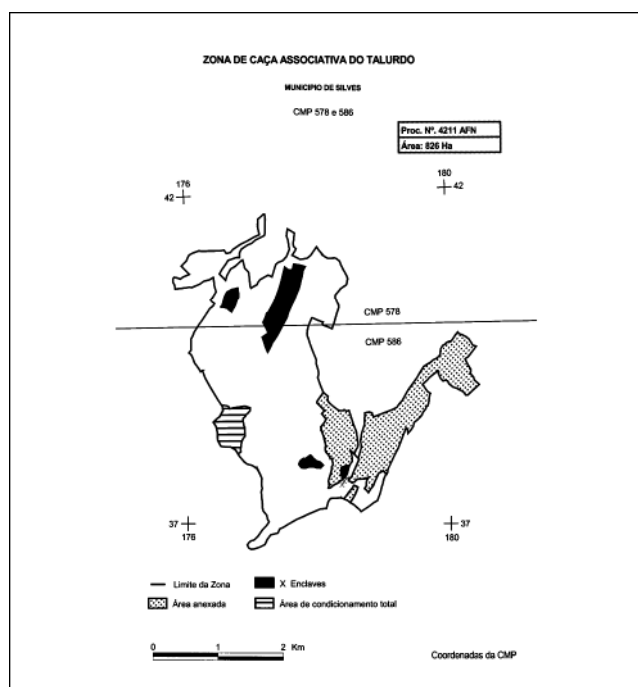 ZONA DE CAÇA ASSOCIATIVA DO TALURDO
MUNICIPIO DE SILVES
CMP 578 e 586
Proc. Nº. 4211 AFN
Área: 826 Ha
176
42
180
42
CMP 578
CMP 586
37
176
37
180
Limite da Zona
X Enclaves
Área anexada
Área de condicionamento total
0 1 2 Km
Coordenadas da CMP